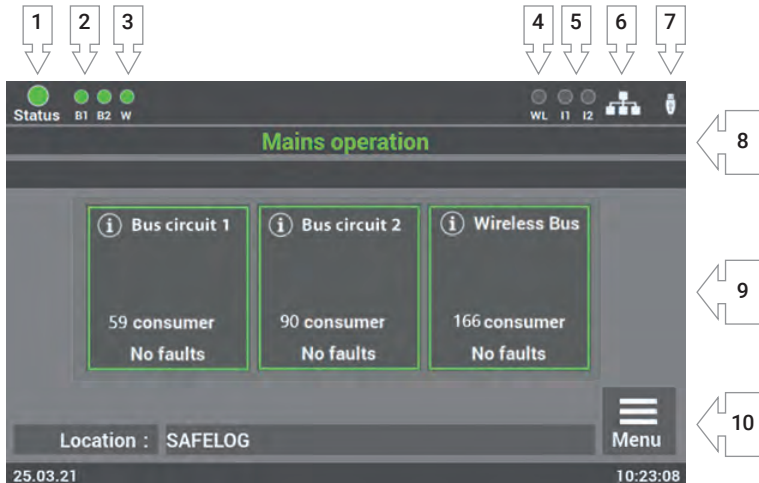 1 2 3 4 5 6 7
Status B1 B2 W WL I1 I2
8
Mains operation
i Bus circuit 1 i Bus circuit 2 i Wireless Bus
9
59 consumer 90 consumer 166 consumer
No faults No faults No faults
10
Location : SAFELOG Menu
25.03.21 10:23:08